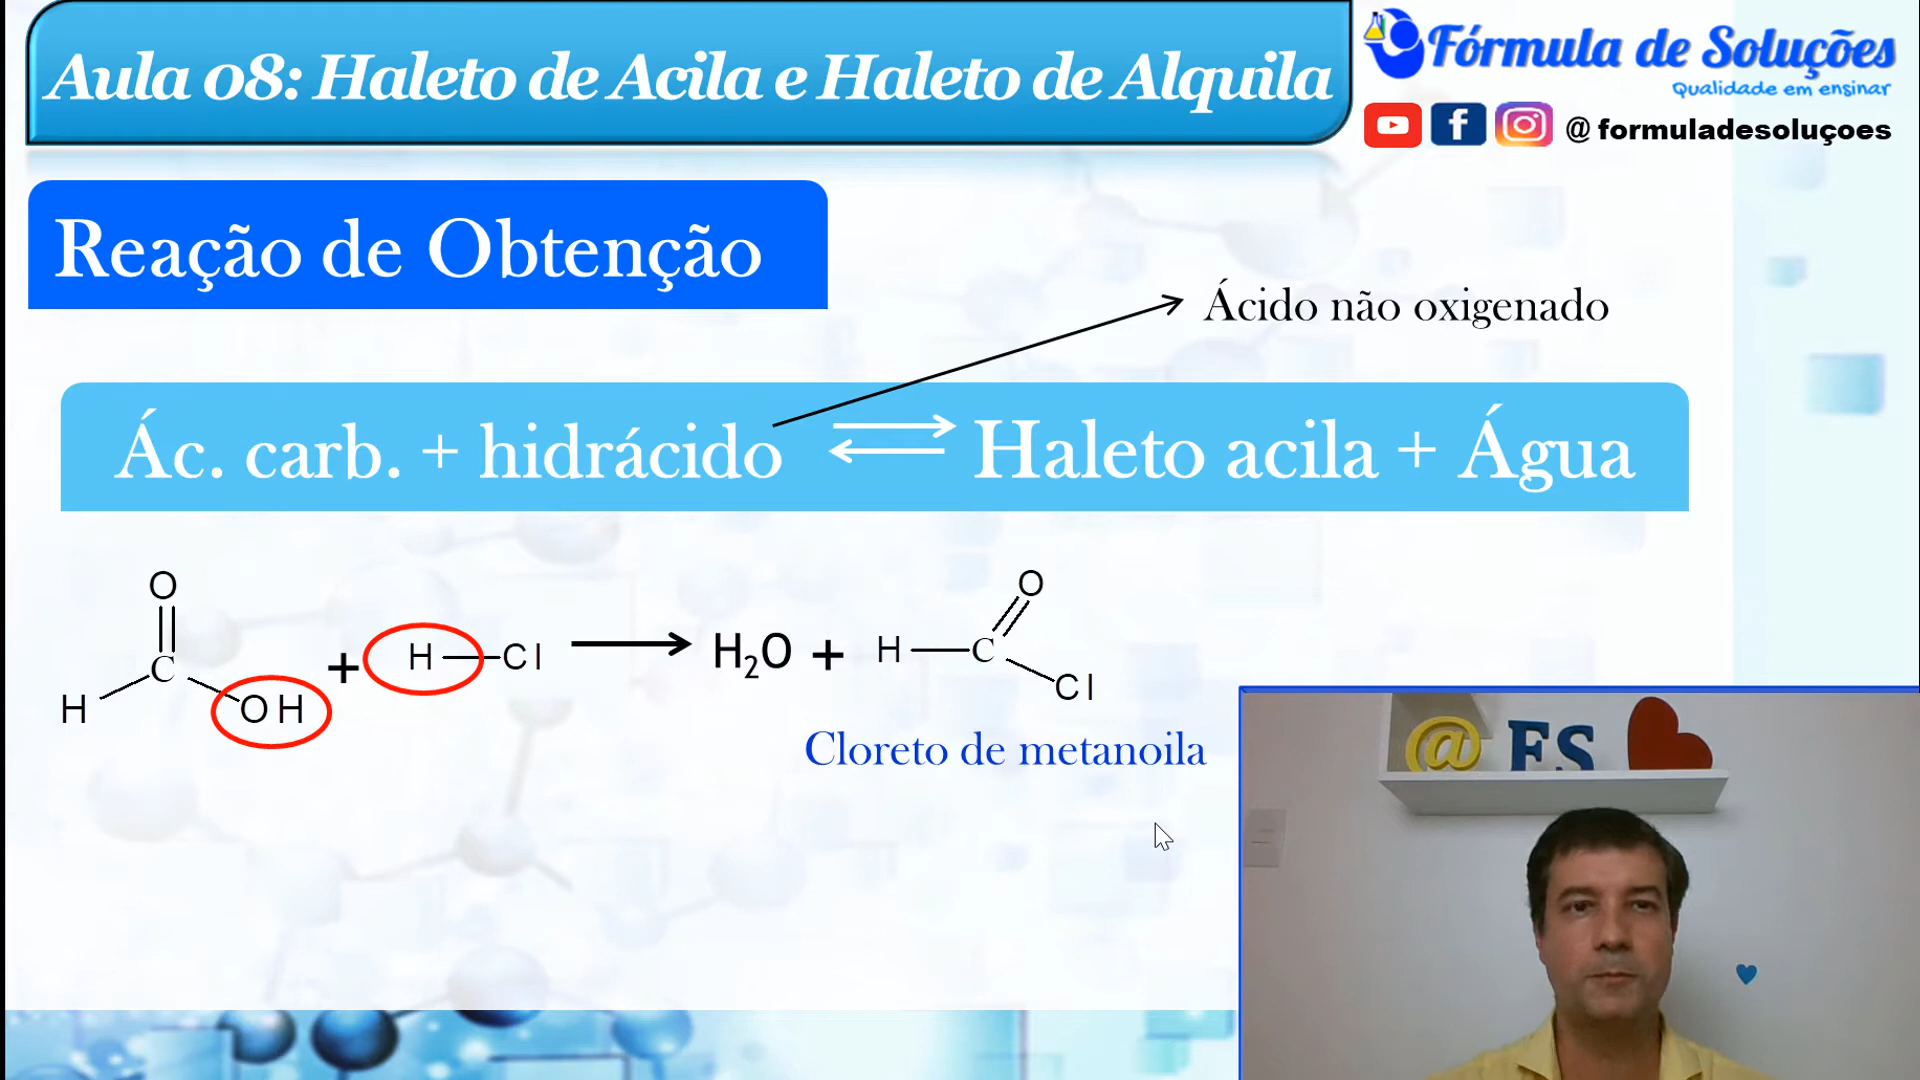 Aula 08: Haleto de Acila e Haleto de Alquila
Fórmula de Soluções
Qualidade em ensinar
@ formuladesoluçoes
Reação de Obtenção
Ácido não oxigenado
Ác. carb. + hidrácido ⇌ Haleto acila + Água
O
C
H
OH
+
H—Cl
→
H₂O
+
H
C
O
Cl
Cloreto de metanoila
@ FS